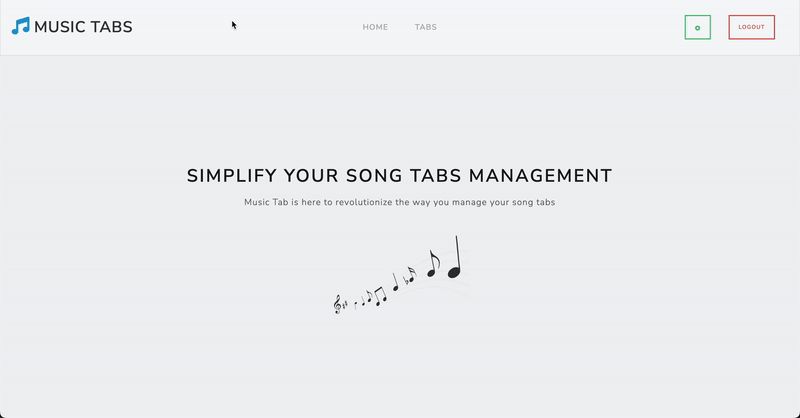 MUSIC TABS
HOME
TABS
LOGOUT
SIMPLIFY YOUR SONG TABS MANAGEMENT
Music Tab is here to revolutionize the way you manage your song tabs